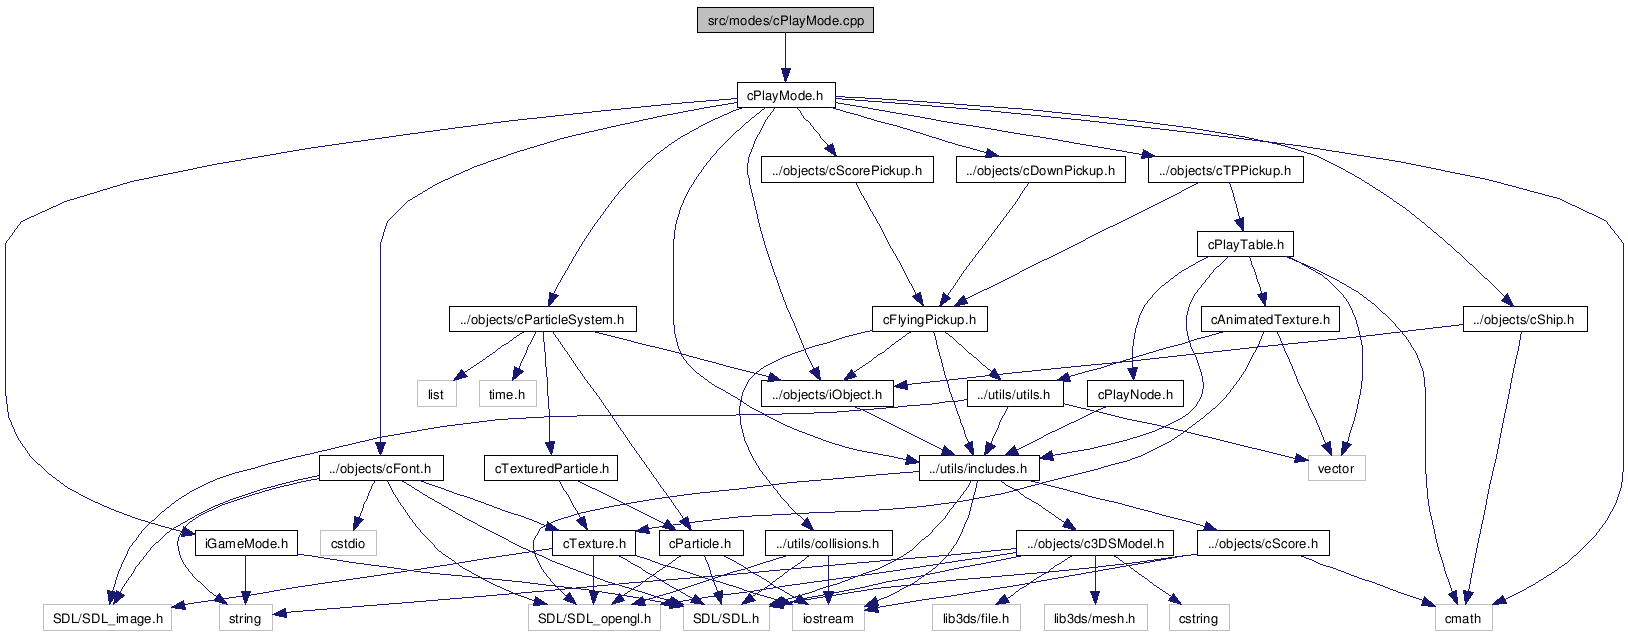 src/modes/cPlayMode.cpp
cPlayMode.h
../objects/cScorePickup.h
../objects/cDownPickup.h
../objects/cTPPickup.h
cPlayTable.h
../objects/cParticleSystem.h
cFlyingPickup.h
cAnimatedTexture.h
../objects/cShip.h
list
time.h
../objects/iObject.h
../utils/utils.h
cPlayNode.h
../objects/cFont.h
cTexturedParticle.h
../utils/includes.h
vector
iGameMode.h
cstdio
cTexture.h
cParticle.h
../utils/collisions.h
../objects/c3DSModel.h
../objects/cScore.h
SDL/SDL_image.h
string
SDL/SDL_opengl.h
SDL/SDL.h
iostream
lib3ds/file.h
lib3ds/mesh.h
cstring
cmath